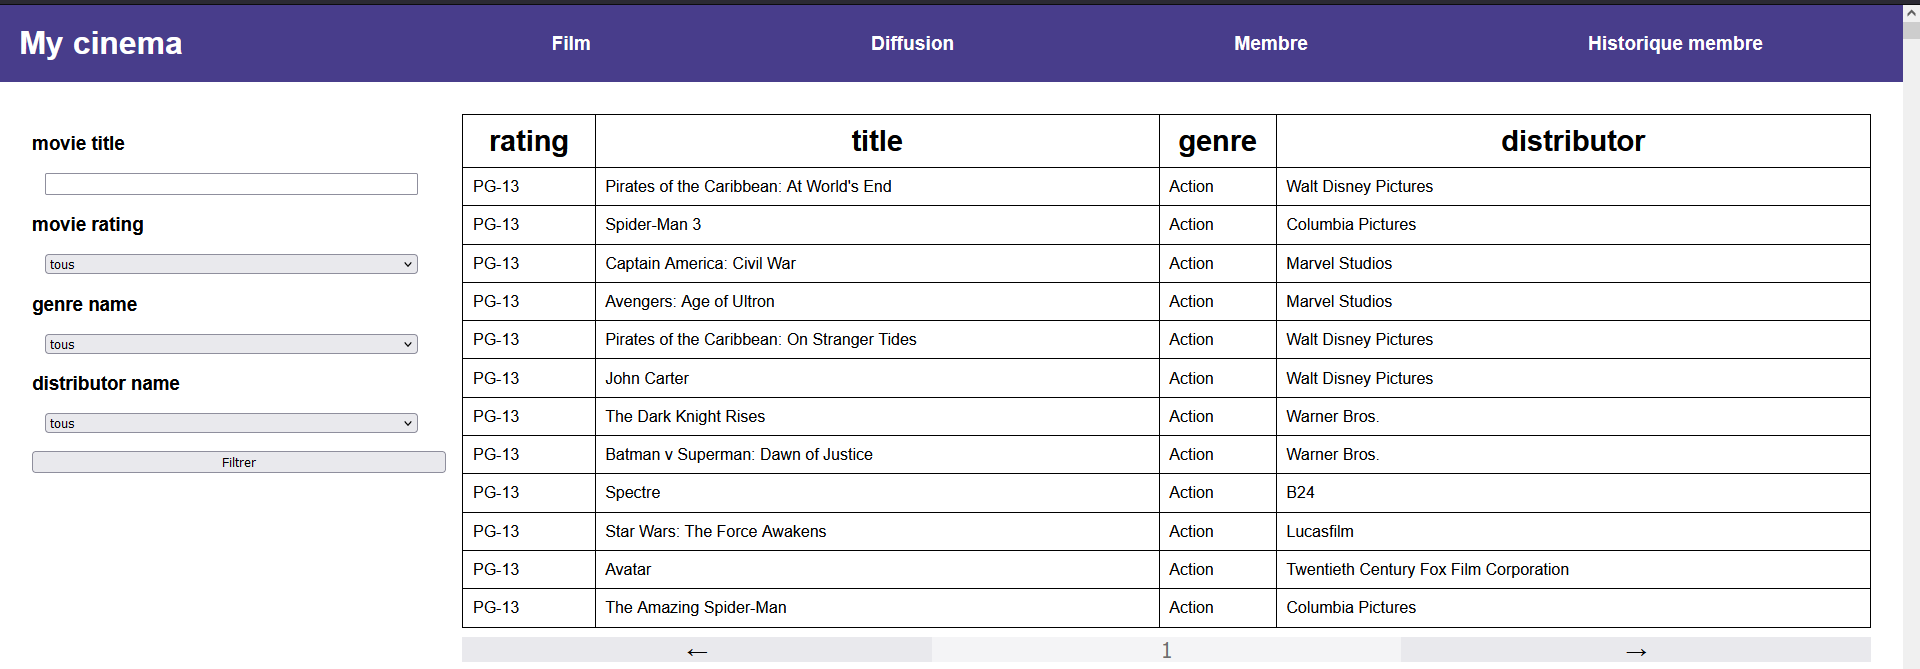 My cinema Film Diffusion Membre Historique membre
movie title
movie rating
tous
genre name
tous
distributor name
tous
Filtrer
rating title genre distributor
PG-13 Pirates of the Caribbean: At World's End Action Walt Disney Pictures
PG-13 Spider-Man 3 Action Columbia Pictures
PG-13 Captain America: Civil War Action Marvel Studios
PG-13 Avengers: Age of Ultron Action Marvel Studios
PG-13 Pirates of the Caribbean: On Stranger Tides Action Walt Disney Pictures
PG-13 John Carter Action Walt Disney Pictures
PG-13 The Dark Knight Rises Action Warner Bros.
PG-13 Batman v Superman: Dawn of Justice Action Warner Bros.
PG-13 Spectre Action B24
PG-13 Star Wars: The Force Awakens Action Lucasfilm
PG-13 Avatar Action Twentieth Century Fox Film Corporation
PG-13 The Amazing Spider-Man Action Columbia Pictures
← 1 →